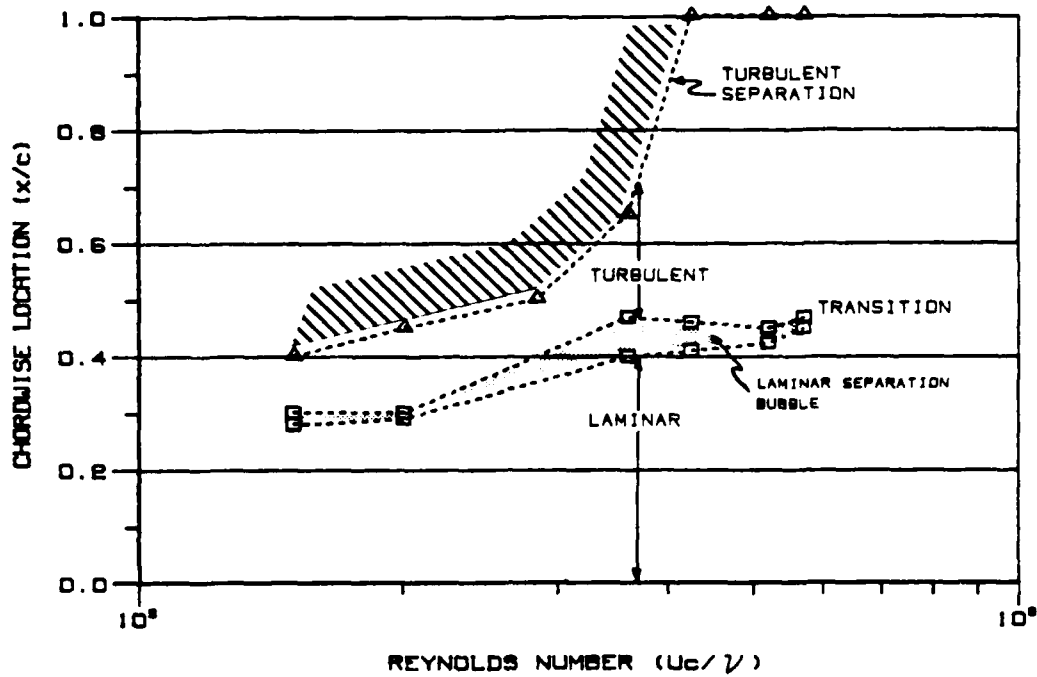 1.0
0.8
0.6
0.4
0.2
0.0
CHORDWISE LOCATION (x/c)
TURBULENT
SEPARATION
TURBULENT
TRANSITION
LAMINAR SEPARATION
BUBBLE
LAMINAR
REYNOLDS NUMBER (Uc/ν)